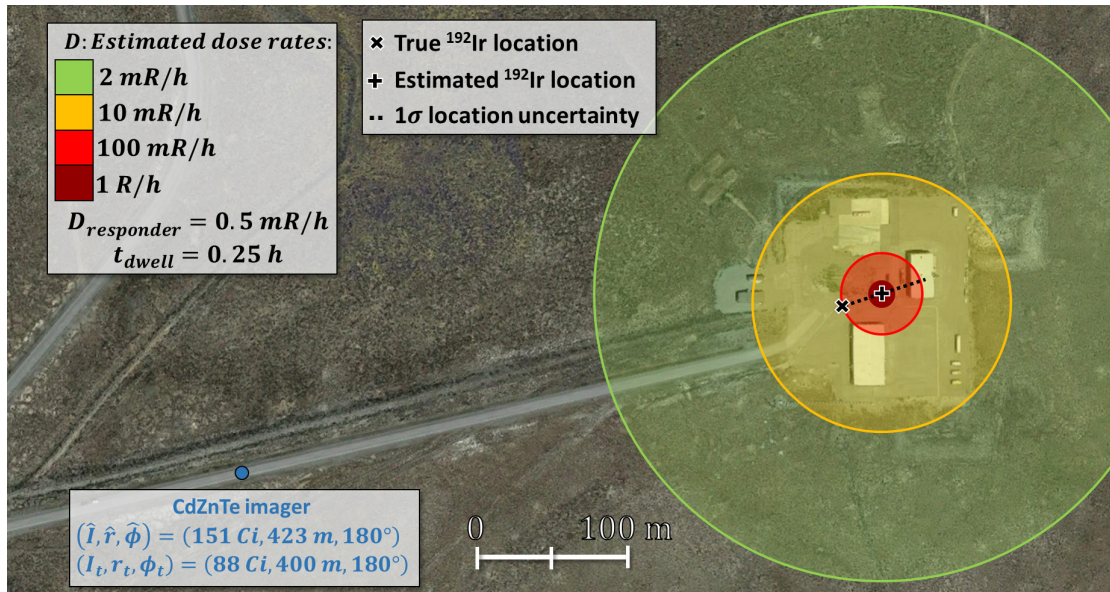 D: Estimated dose rates:
2 mR/h
10 mR/h
100 mR/h
1 R/h
D_responder = 0.5 mR/h
t_dwell = 0.25 h
True ¹⁹²Ir location
Estimated ¹⁹²Ir location
1σ location uncertainty
CdZnTe imager
(Î, r̂, ϕ̂) = (151 Ci, 423 m, 180°)
(I_t, r_t, ϕ_t) = (88 Ci, 400 m, 180°)
0 100 m